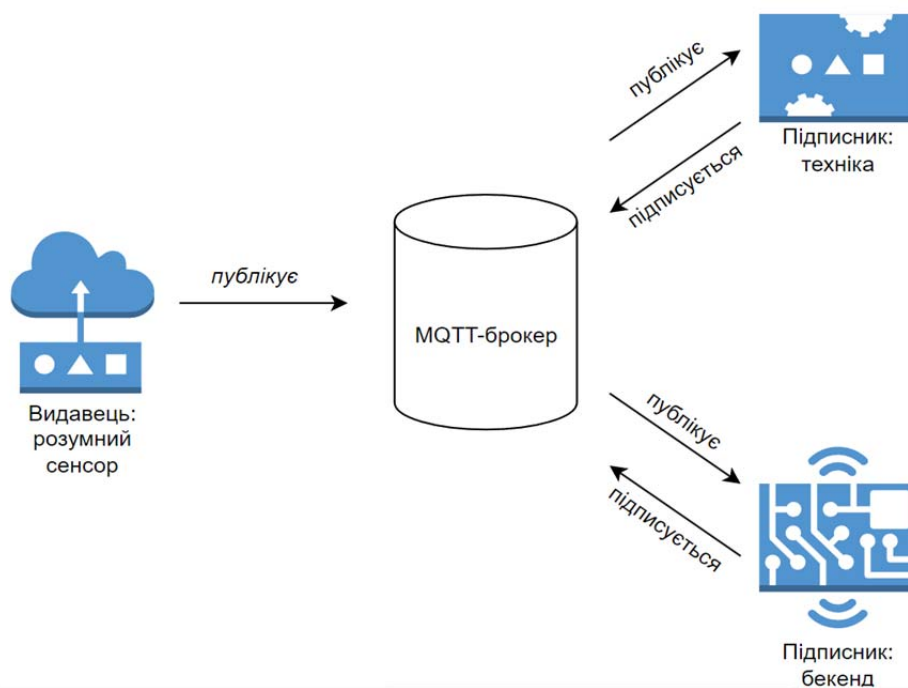 публікує
Підписник:
техніка
підписується
публікує
MQTT-брокер
Видавець:
розумний
сенсор
публікує
підписується
Підписник:
бекенд